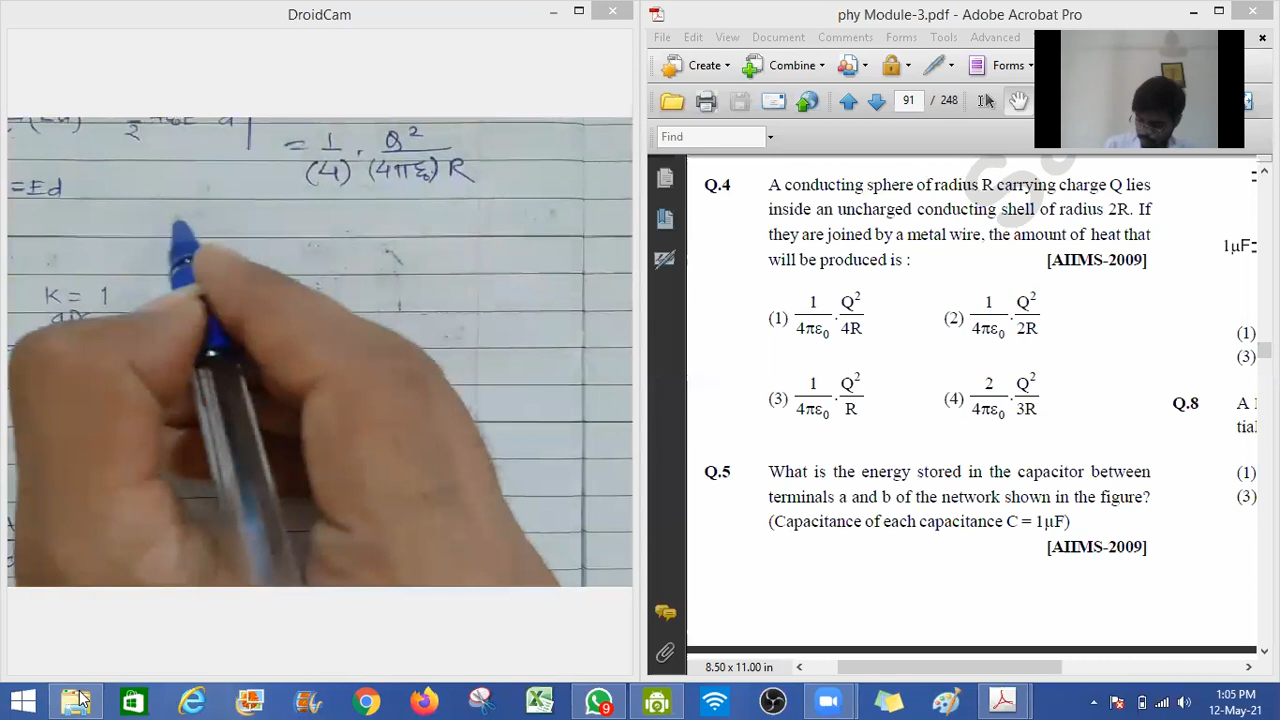 DroidCam
= 1/(4) . Q²/(4πε₀) R
= Ed
K = 1
phy Module-3.pdf - Adobe Acrobat Pro
File Edit View Document Comments Forms Tools Advanced
Create Combine Forms
91 / 248
Find
Q.4 A conducting sphere of radius R carrying charge Q lies
inside an uncharged conducting shell of radius 2R. If
they are joined by a metal wire, the amount of heat that
will be produced is : [AIIMS-2009]
(1) 1/4πε₀ . Q²/4R (2) 1/4πε₀ . Q²/2R
(3) 1/4πε₀ . Q²/R (4) 2/4πε₀ . Q²/3R
Q.5 What is the energy stored in the capacitor between
terminals a and b of the network shown in the figure?
(Capacitance of each capacitance C = 1μF)
[AIIMS-2009]
1μF
(1)
(3)
Q.8 A
tial
(1)
(3)
8.50 x 11.00 in
9
1:05 PM
12-May-21